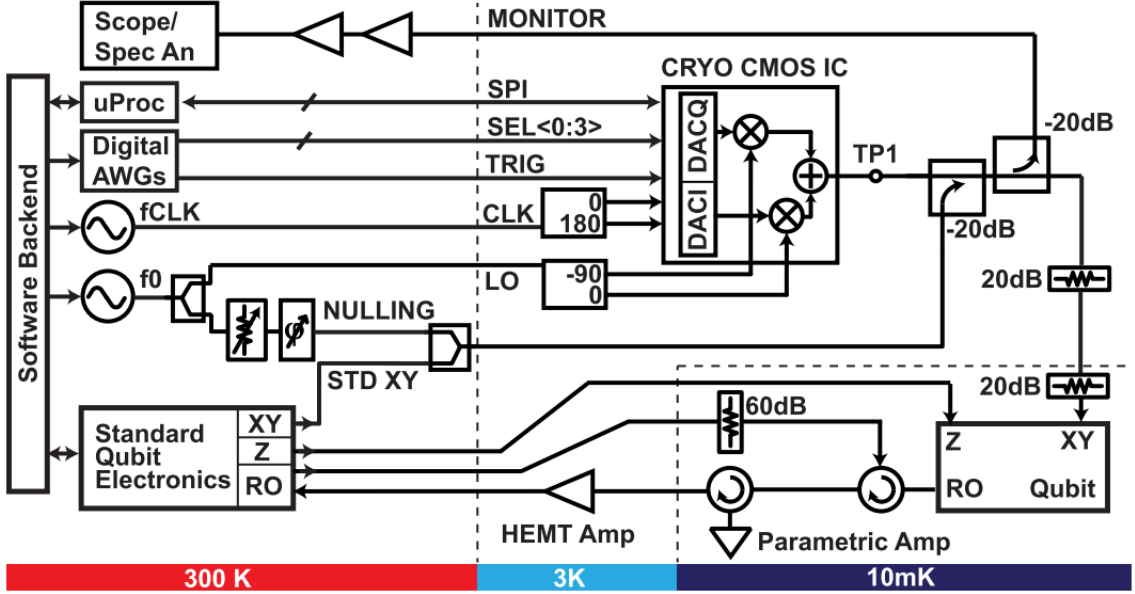 Scope/
Spec An
MONITOR
CRYO CMOS IC
uProc
SPI
SEL<0:3>
Digital
AWGs
TRIG
DACQ
DACI
TP1
-20dB
-20dB
Software Backend
fCLK
CLK
0
180
f0
LO
-90
0
20dB
φ
NULLING
STD XY
20dB
60dB
Standard
Qubit
Electronics
XY
Z
RO
Z
XY
RO
Qubit
HEMT Amp
Parametric Amp
300 K
3K
10mK